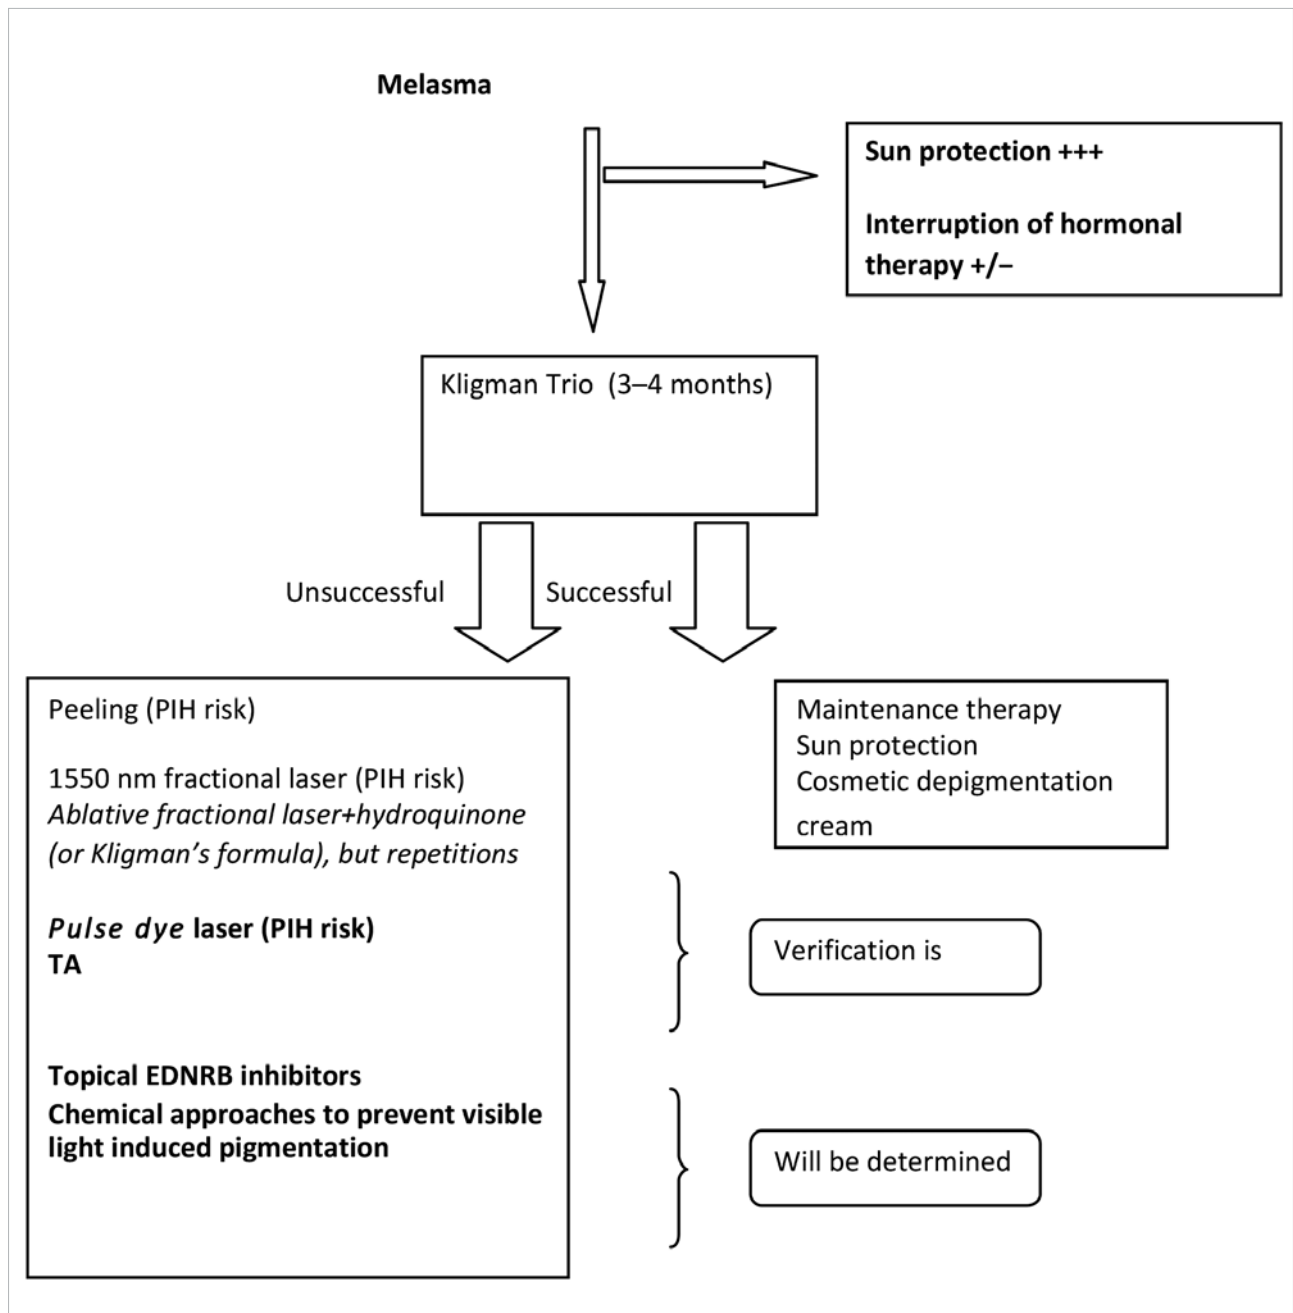 Melasma
Sun protection +++
Interruption of hormonal
therapy +/−
Kligman Trio (3–4 months)
Unsuccessful
Successful
Peeling (PIH risk)
1550 nm fractional laser (PIH risk)
Ablative fractional laser+hydroquinone
(or Kligman’s formula), but repetitions
Pulse dye laser (PIH risk)
TA
Topical EDNRB inhibitors
Chemical approaches to prevent visible
light induced pigmentation
Maintenance therapy
Sun protection
Cosmetic depigmentation
cream
Verification is
Will be determined